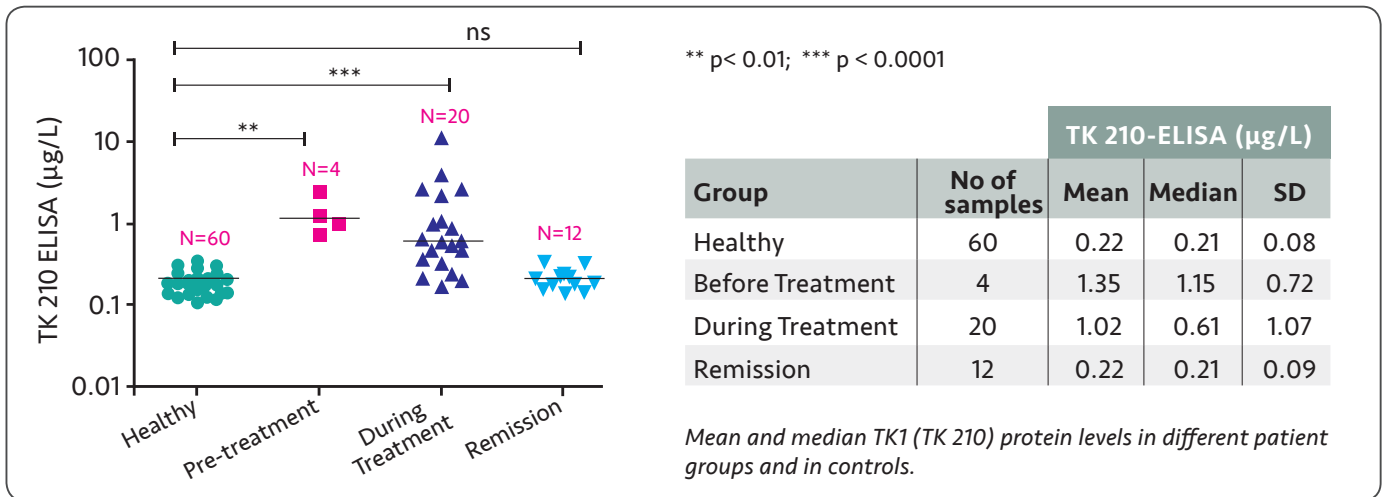 ns
100
***
N=20
10
**
N=4
1
N=60
N=12
0.1
0.01
TK 210 ELISA (µg/L)
Healthy
Pre-treatment
During
Treatment
Remission
** p< 0.01; *** p < 0.0001
TK 210-ELISA (µg/L)
Group No of samples Mean Median SD
Healthy 60 0.22 0.21 0.08
Before Treatment 4 1.35 1.15 0.72
During Treatment 20 1.02 0.61 1.07
Remission 12 0.22 0.21 0.09
Mean and median TK1 (TK 210) protein levels in different patient
groups and in controls.